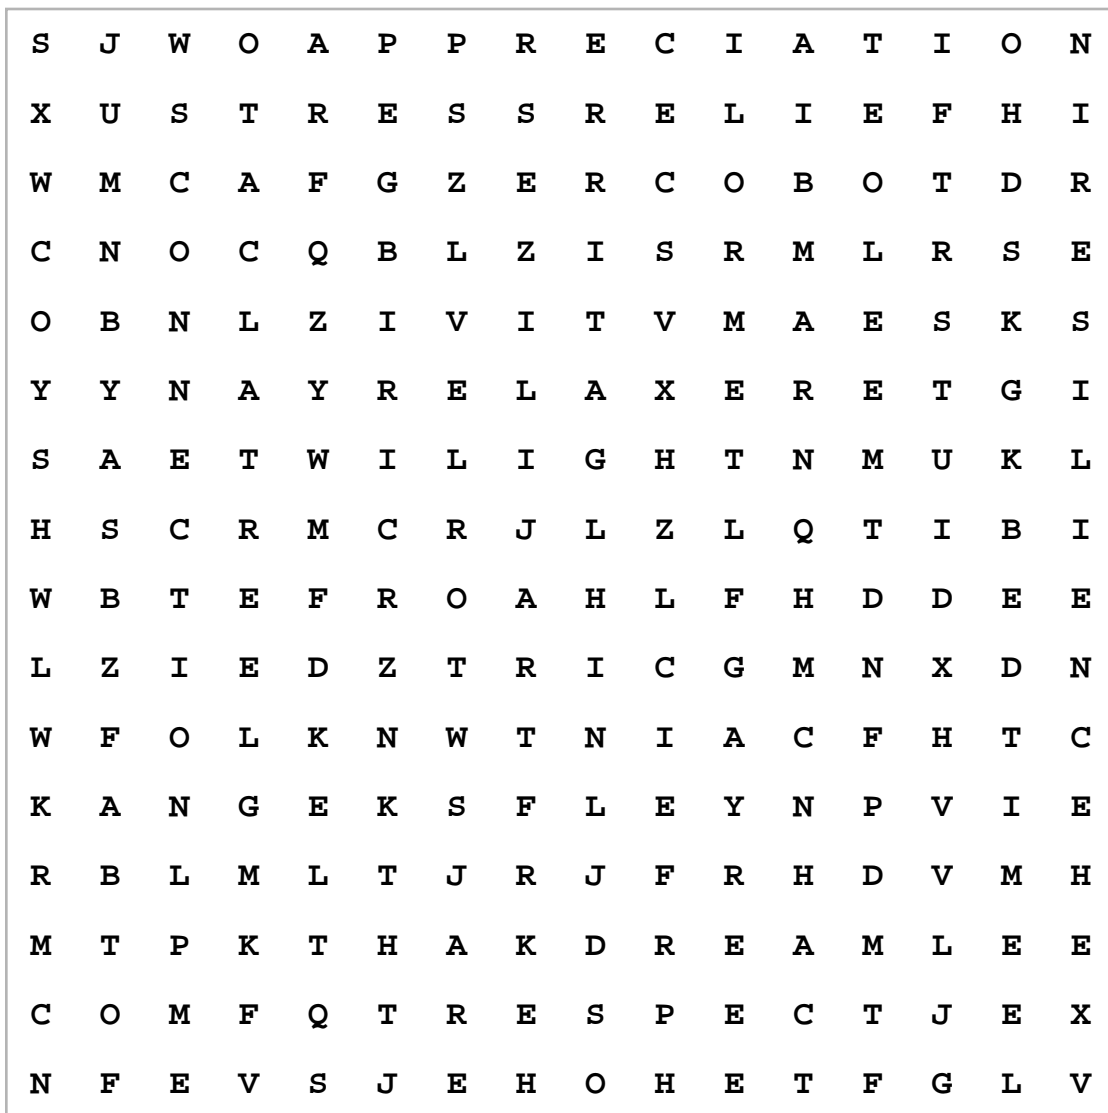 S J W O A P P R E C I A T I O N
X U S T R E S S R E L I E F H I
W M C A F G Z E R C O B O T D R
C N O C Q B L Z I S R M L R S E
O B N L Z I V I T V M A E S K S
Y Y N A Y R E L A X E R E T G I
S A E T W I L I G H T N M U K L
H S C R M C R J L Z L Q T I B I
W B T E F R O A H L F H D D E E
L Z I E D Z T R I C G M N X D N
W F O L K N W T N I A C F H T C
K A N G E K S F L E Y N P V I E
R B L M L T J R J F R H D V M H
M T P K T H A K D R E A M L E E
C O M F Q T R E S P E C T J E X
N F E V S J E H O H E T F G L V